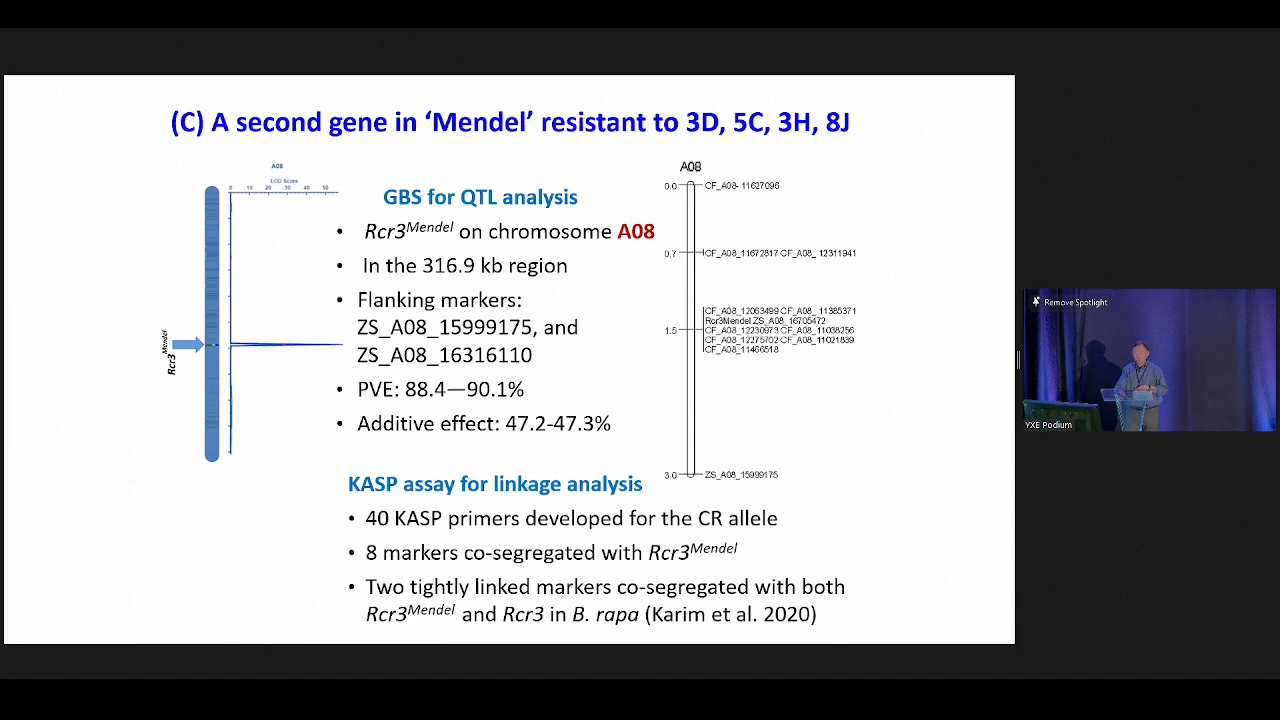 (C) A second gene in ‘Mendel’ resistant to 3D, 5C, 3H, 8J
A08
LOD Score
0 10 20 30 40 50
Rcr3Mendel
GBS for QTL analysis
• Rcr3Mendel on chromosome A08
• In the 316.9 kb region
• Flanking markers:
ZS_A08_15999175, and
ZS_A08_16316110
• PVE: 88.4—90.1%
• Additive effect: 47.2-47.3%
A08
0.0 CF_A08- 11627096
0.7 CF_A08_11672817 CF_A08_ 12311941
CF_A08_12063499 CF_A08_ 11385371
Rcr3Mendel ZS_A08_16705472
1.5 CF_A08_12230973 CF_A08_11038256
CF_A08_12275702 CF_A08_11021839
CF_A08_11466518
3.0 ZS_A08_15999175
KASP assay for linkage analysis
• 40 KASP primers developed for the CR allele
• 8 markers co-segregated with Rcr3Mendel
• Two tightly linked markers co-segregated with both
Rcr3Mendel and Rcr3 in B. rapa (Karim et al. 2020)
Remove Spotlight
YXE Podium